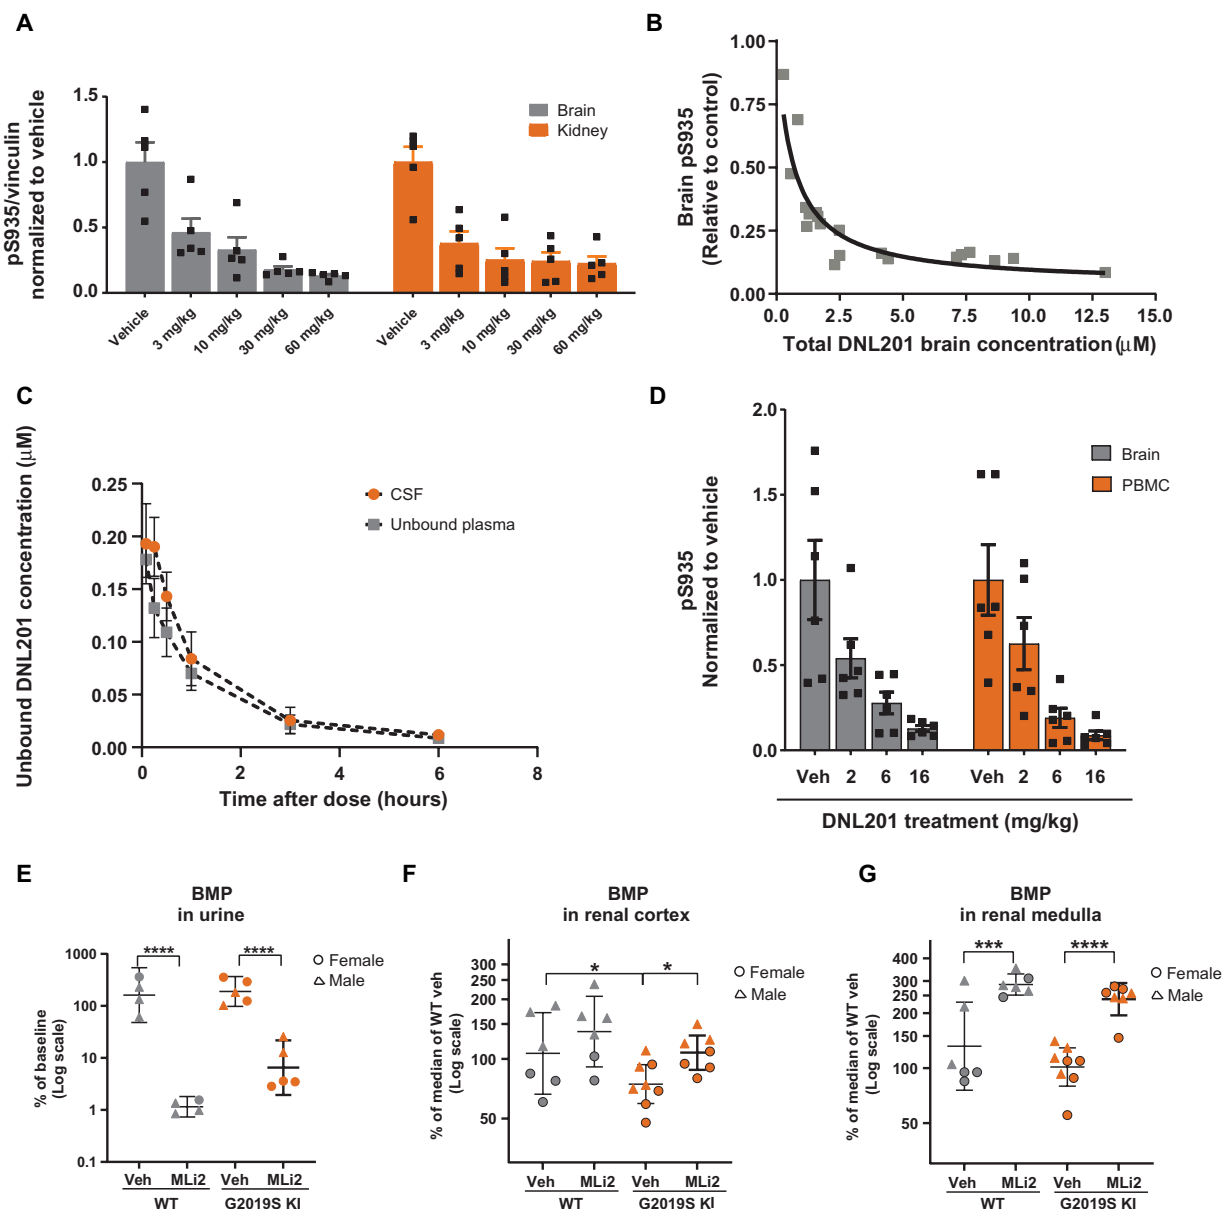 A
pS935/vinculin
normalized to vehicle
1.5
1.0
0.5
0.0
Brain
Kidney
Vehicle
3 mg/kg
10 mg/kg
30 mg/kg
60 mg/kg
Vehicle
3 mg/kg
10 mg/kg
30 mg/kg
60 mg/kg
B
Brain pS935
(Relative to control)
1.00
0.75
0.50
0.25
0.00
0.0 2.5 5.0 7.5 10.0 12.5 15.0
Total DNL201 brain concentration (μM)
C
Unbound DNL201 concentration (μM)
0.25
0.20
0.15
0.10
0.05
0.00
CSF
Unbound plasma
0 2 4 6 8
Time after dose (hours)
D
pS935
Normalized to vehicle
2.0
1.5
1.0
0.5
0.0
Brain
PBMC
Veh 2 6 16 Veh 2 6 16
DNL201 treatment (mg/kg)
E
BMP
in urine
% of baseline
(Log scale)
1000
100
10
1
0.1
**** ****
Female
Male
Veh MLi2 Veh MLi2
WT G2019S KI
F
BMP
in renal cortex
% of median of WT veh
(Log scale)
300
250
200
150
100
50
* *
Female
Male
Veh MLi2 Veh MLi2
WT G2019S KI
G
BMP
in renal medulla
% of median of WT veh
(Log scale)
400
300
250
150
100
50
*** ****
Female
Male
Veh MLi2 Veh MLi2
WT G2019S KI